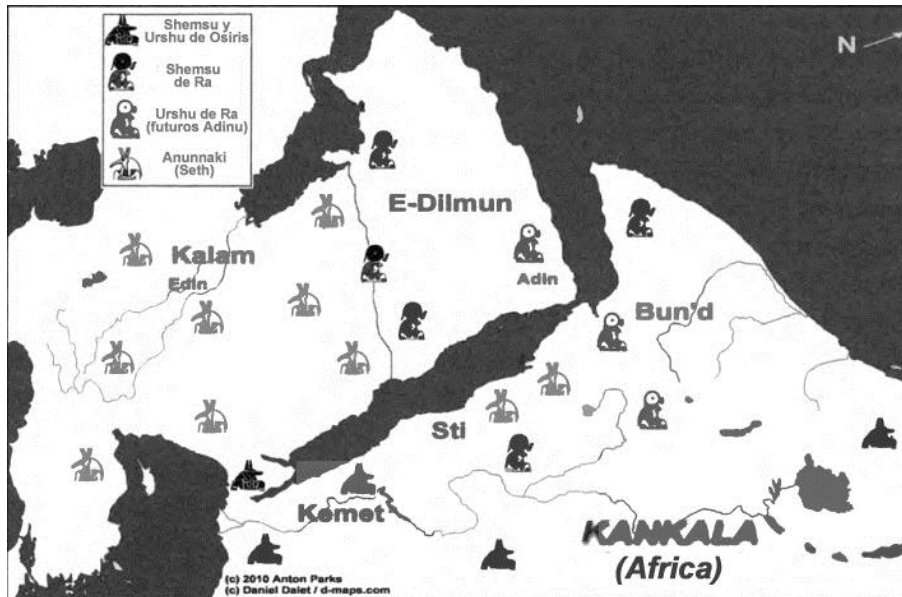 Shemsu y
Urshu de Osiris
Shemsu
de Ra
Urshu de Ra
(futuros Adinu)
Anunnaki
(Seth)
N
E-Dilmun
Kalam
Edin
Adin
Bun'd
Sti
Kemet
KANKALA
(Africa)
(c) 2010 Anton Parks
(c) Daniel Dalet / d-maps.com